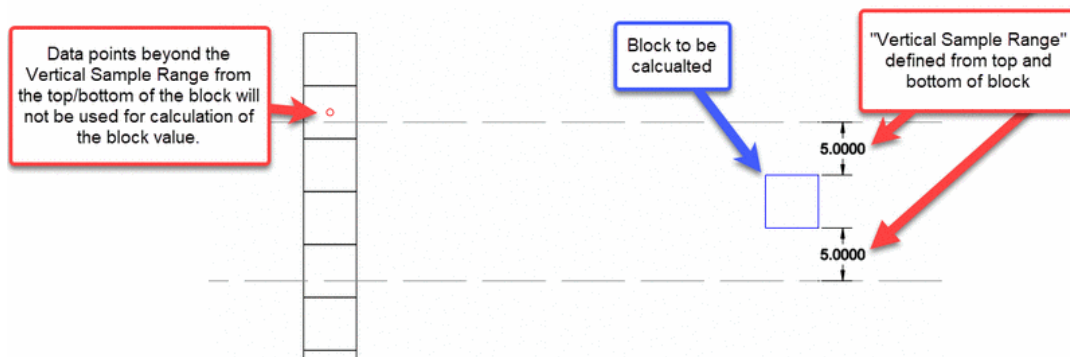 Data points beyond the
Vertical Sample Range from
the top/bottom of the block will
not be used for calculation of
the block value.
Block to be
calcualted
"Vertical Sample Range"
defined from top and
bottom of block
5.0000
5.0000